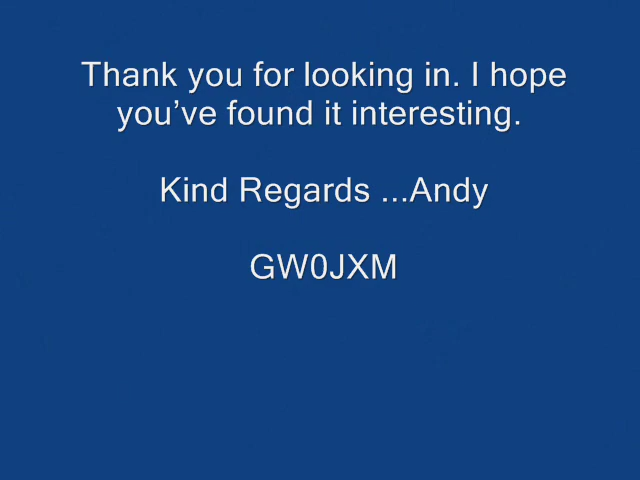 Thank you for looking in. I hope
you’ve found it interesting.
Kind Regards ...Andy
GW0JXM